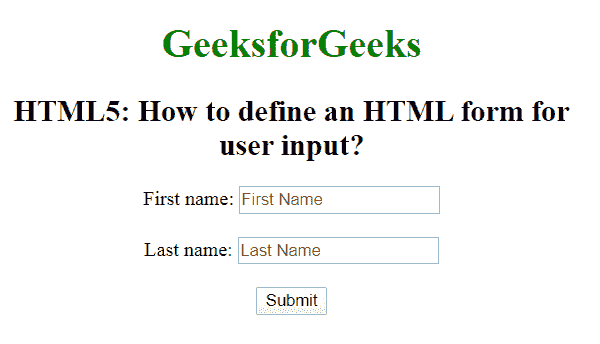 GeeksforGeeks
HTML5: How to define an HTML form for
user input?
First name: First Name
Last name: Last Name
Submit